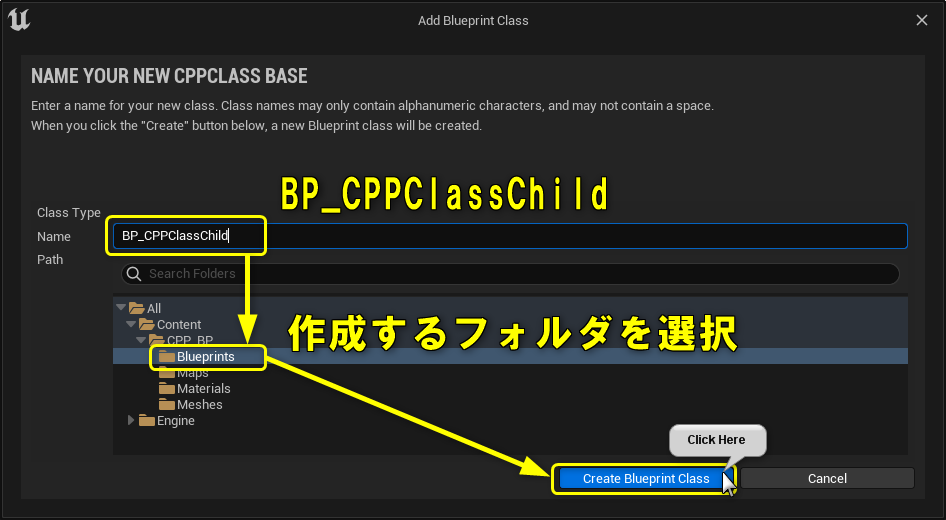 Add Blueprint Class
NAME YOUR NEW CPPCLASS BASE
Enter a name for your new class. Class names may only contain alphanumeric characters, and may not contain a space.
When you click the "Create" button below, a new Blueprint class will be created.
BP_CPPClassChild
Class Type
Name
BP_CPPClassChild
Path
Search Folders
All
Content
CPP_BP
作成するフォルダを選択
Blueprints
Maps
Materials
Meshes
Engine
Click Here
Create Blueprint Class
Cancel